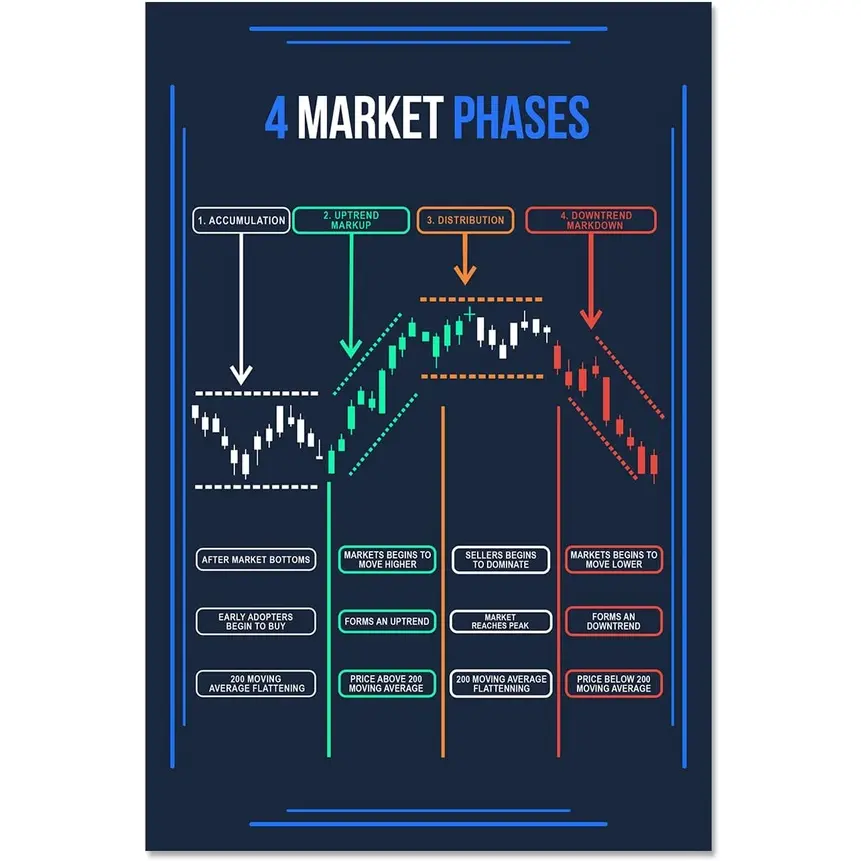 4 MARKET PHASES
1. ACCUMULATION
2. UPTREND
MARKUP
3. DISTRIBUTION
4. DOWNTREND
MARKDOWN
AFTER MARKET BOTTOMS
MARKETS BEGINS TO
MOVE HIGHER
SELLERS BEGINS
TO DOMINATE
MARKETS BEGINS TO
MOVE LOWER
EARLY ADOPTERS
BEGIN TO BUY
FORMS AN UPTREND
MARKET
REACHES PEAK
FORMS AN
DOWNTREND
200 MOVING
AVERAGE FLATTENING
PRICE ABOVE 200
MOVING AVERAGE
200 MOVING AVERAGE
FLATTENNING
PRICE BELOW 200
MOVING AVERAGE